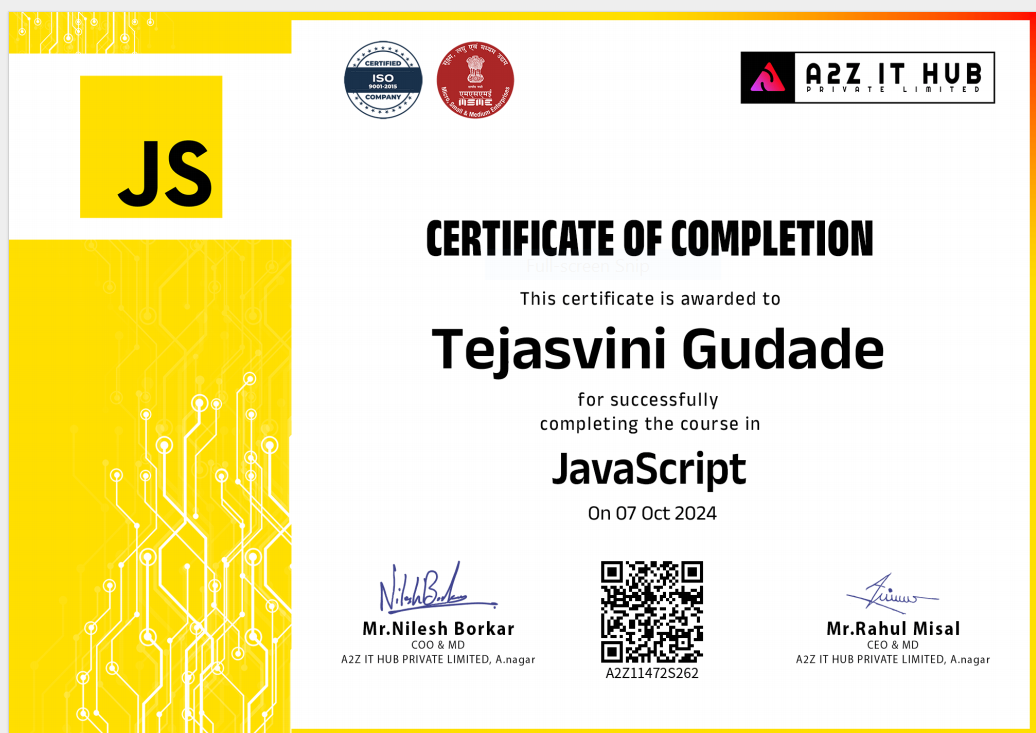 CERTIFIED
ISO
9001-2015
COMPANY
सूक्ष्म, लघु एवं मध्यम उद्यम
एमएसएमई
MSME
Micro, Small & Medium Enterprises
A2Z IT HUB
PRIVATE LIMITED
JS
CERTIFICATE OF COMPLETION
Full-screen Snip
This certificate is awarded to
Tejasvini Gudade
for successfully
completing the course in
JavaScript
On 07 Oct 2024
Nilesh Borkar
Mr.Nilesh Borkar
COO & MD
A2Z IT HUB PRIVATE LIMITED, A.nagar
A2Z11472S262
Mr.Rahul Misal
CEO & MD
A2Z IT HUB PRIVATE LIMITED, A.nagar